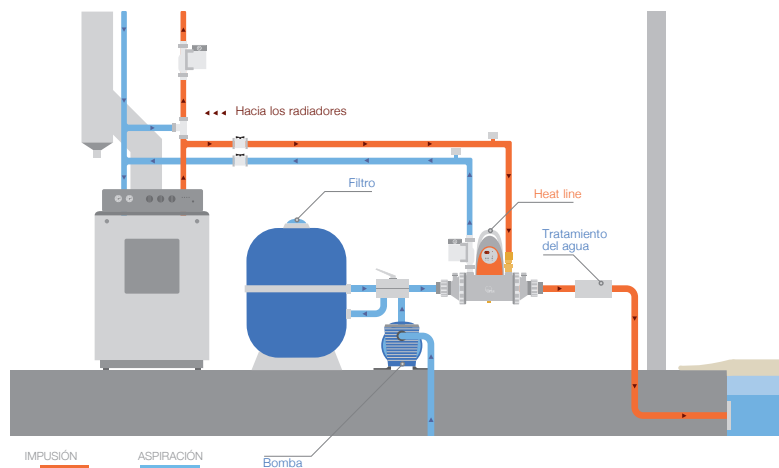 Hacia los radiadores
Filtro
Heat line
Tratamiento
del agua
IMPUSIÓN
ASPIRACIÓN
Bomba